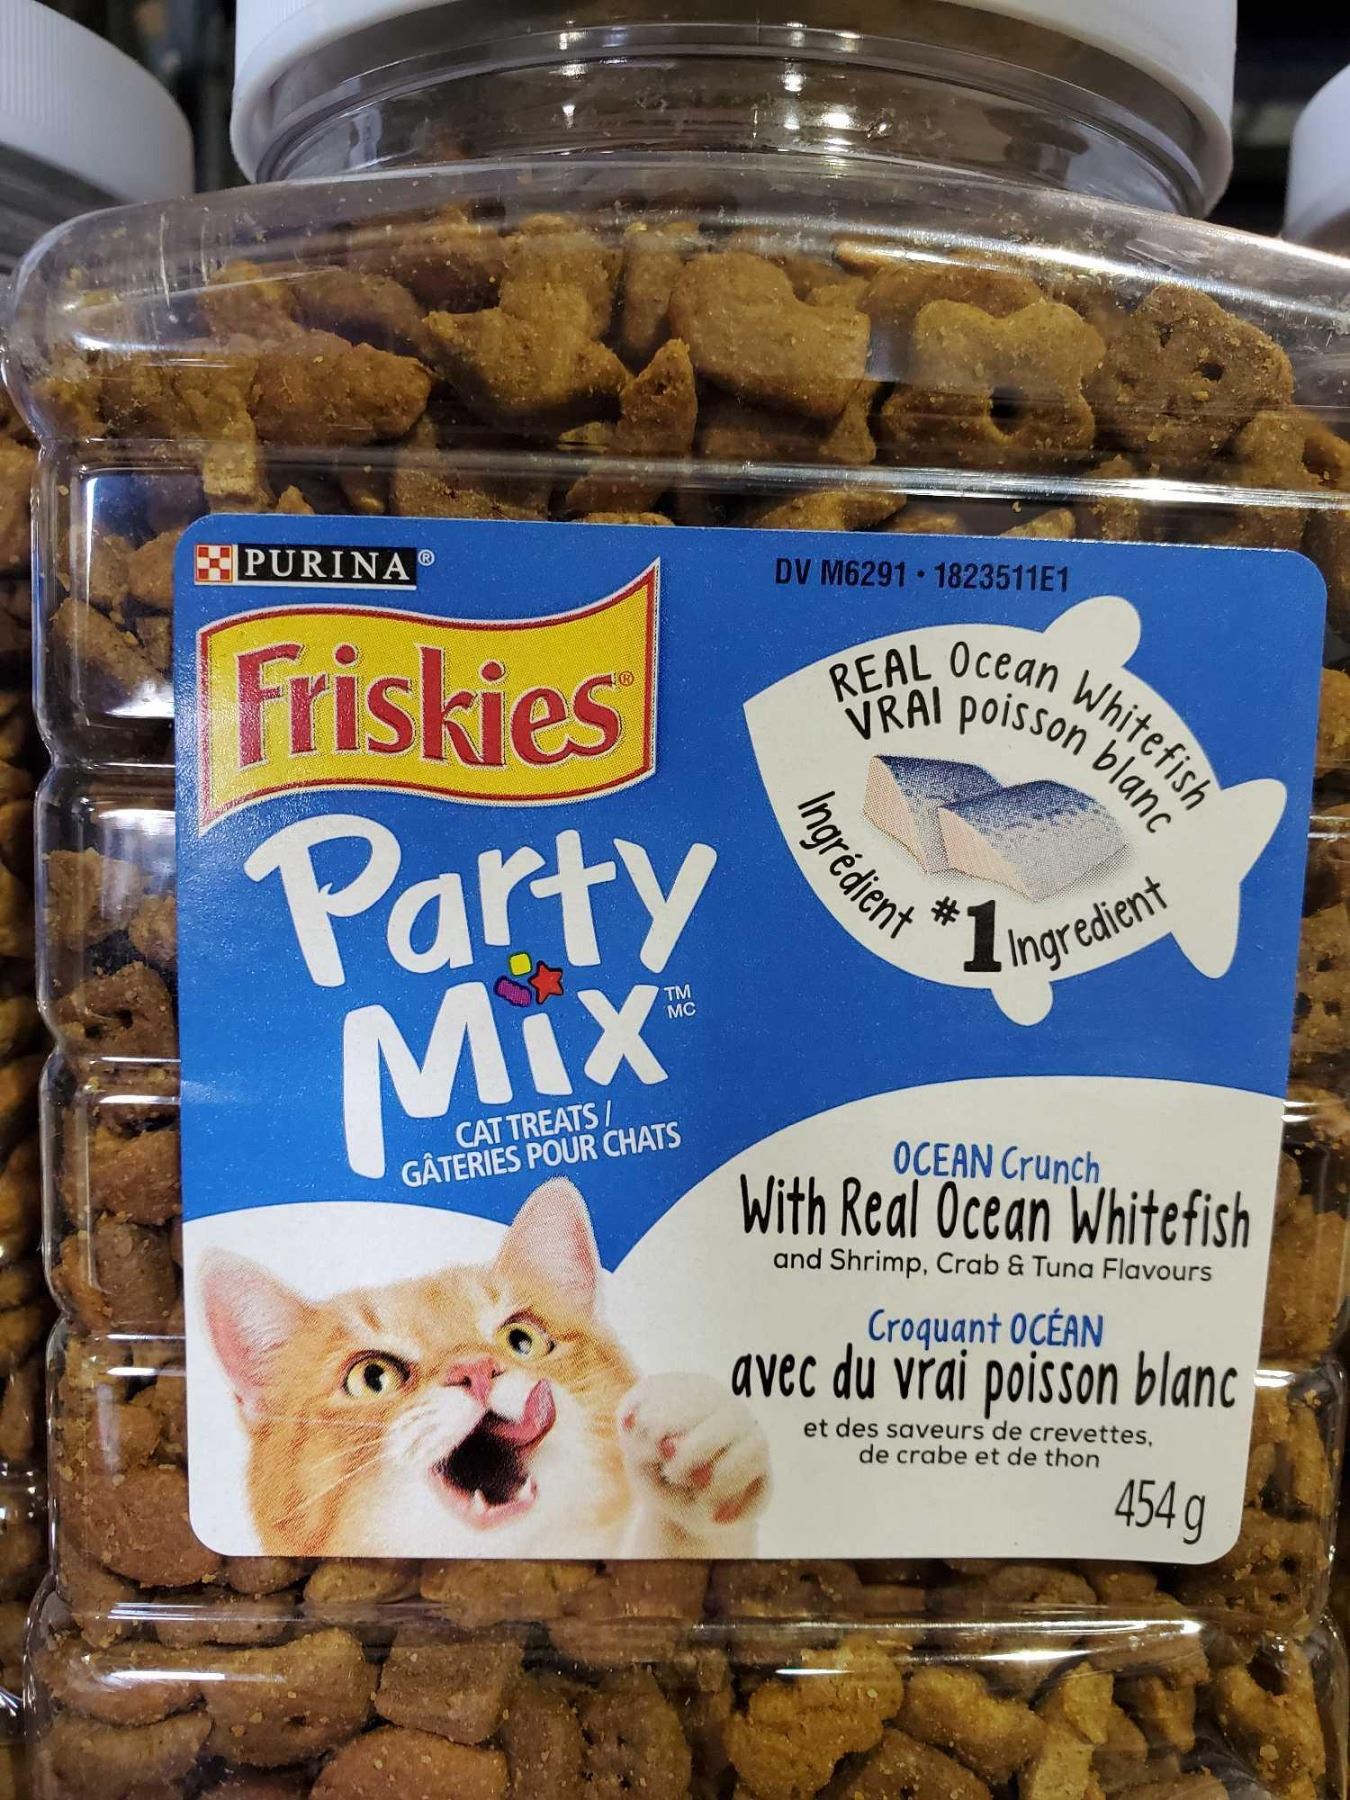 PURINA®
DV M6291 • 1823511E1
Friskies®
Party
Mix TM
MC
CAT TREATS /
GÂTERIES POUR CHATS
REAL Ocean Whitefish
VRAI poisson blanc
Ingrédient #1 Ingredient
OCEAN Crunch
With Real Ocean Whitefish
and Shrimp, Crab & Tuna Flavours
Croquant OCÉAN
avec du vrai poisson blanc
et des saveurs de crevettes,
de crabe et de thon
454 g